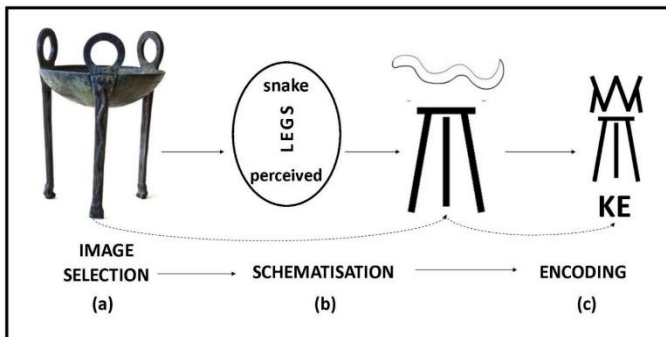 snake
LEGS
perceived
KE
IMAGE SELECTION
SCHEMATISATION
ENCODING
(a)
(b)
(c)